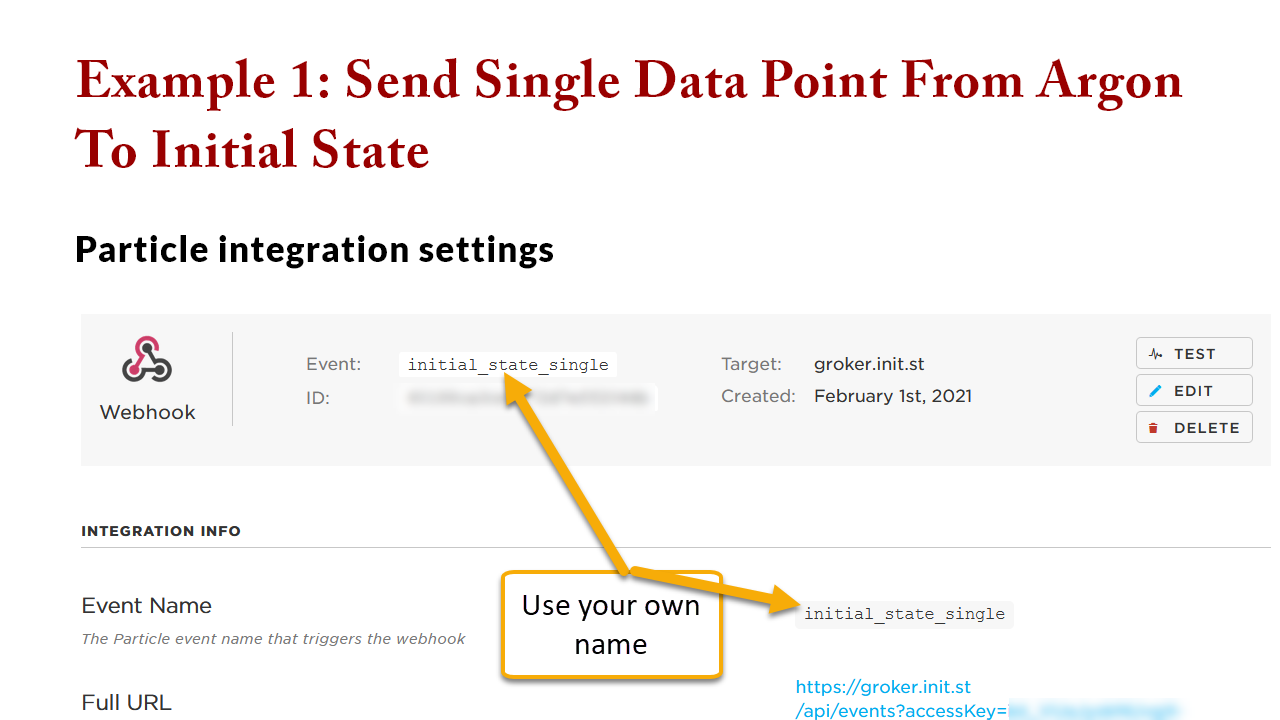 Example 1: Send Single Data Point From Argon
To Initial State
Particle integration settings
Webhook
Event: initial_state_single
ID:
Target: groker.init.st
Created: February 1st, 2021
TEST
EDIT
DELETE
INTEGRATION INFO
Event Name
The Particle event name that triggers the webhook
Use your own
name
initial_state_single
Full URL
https://groker.init.st
/api/events?accessKey=